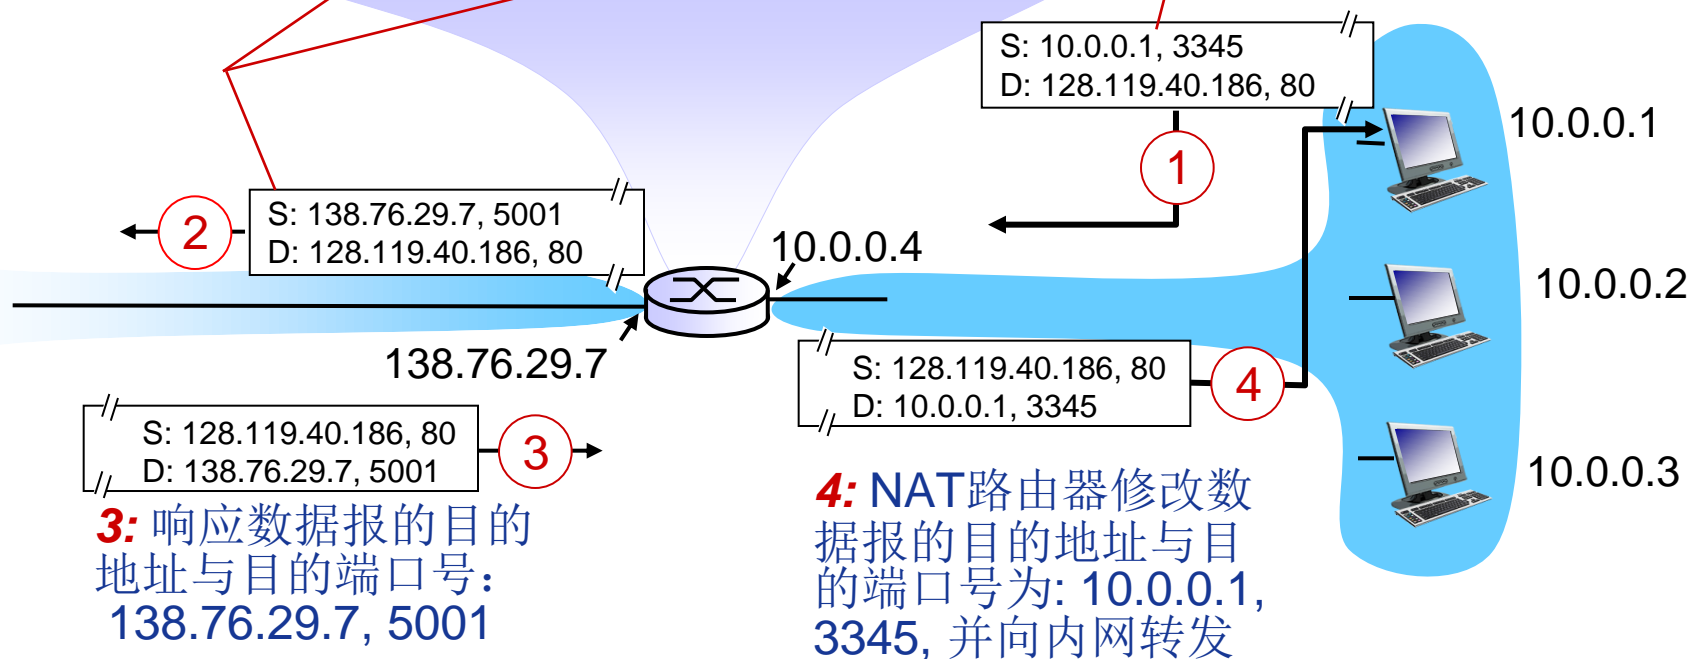 S: 10.0.0.1, 3345
D: 128.119.40.186, 80
10.0.0.1
1
S: 138.76.29.7, 5001
D: 128.119.40.186, 80
2
10.0.0.4
10.0.0.2
138.76.29.7
S: 128.119.40.186, 80
D: 10.0.0.1, 3345
4
S: 128.119.40.186, 80
D: 138.76.29.7, 5001
3
10.0.0.3
3: 响应数据报的目的
地址与目的端口号：
138.76.29.7, 5001
4: NAT路由器修改数
据报的目的地址与目
的端口号为: 10.0.0.1,
3345, 并向内网转发